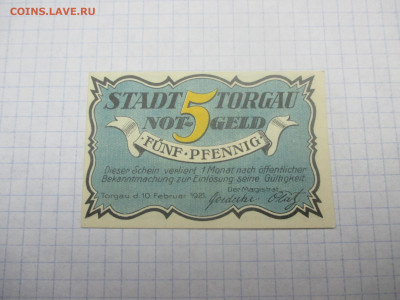 COINS.LAVE.RU
STADT 5 TORGAU
NOT- GELD
·FÜNF·PFENNIG·
Dieser Schein verliert 1 Monat nach öffentlicher
Bekanntmachung zur Einlösung seine Gültigkeit.
Torgau d. 10 Februar 1921.
Der Magistrat